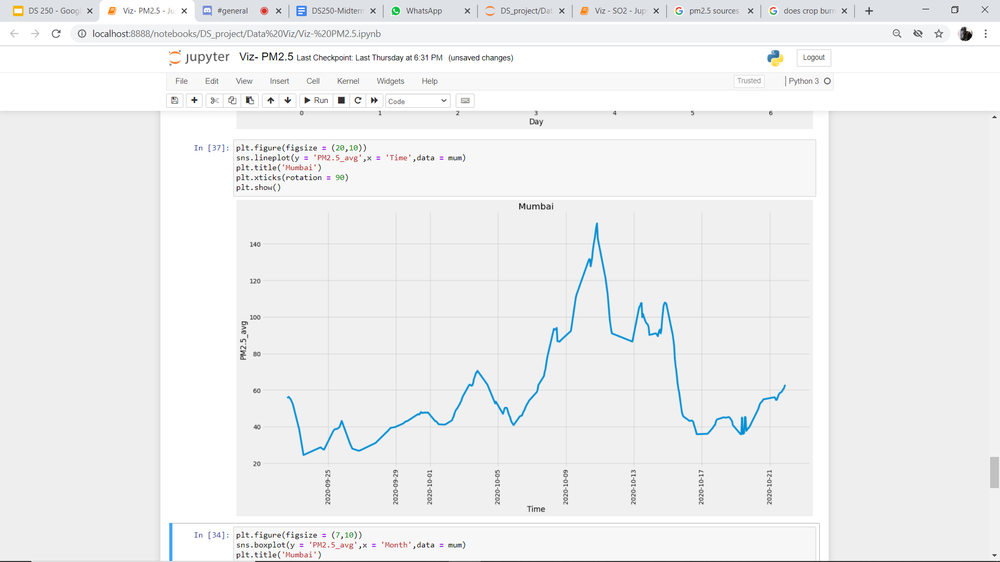 DS 250 - Googl
Viz- PM2.5 - Ju
#general
DS250-Midterm
WhatsApp
DS_project/Dat
Viz - SO2 - Jup
pm2.5 sources
does crop burn
localhost:8888/notebooks/DS_project/Data%20Viz/Viz-%20PM2.5.ipynb
jupyter Viz- PM2.5 Last Checkpoint: Last Thursday at 6:31 PM (unsaved changes)
Logout
File Edit View Insert Cell Kernel Widgets Help
Trusted
Python 3
Run
Code
0 1 2 3 4 5 6
Day
In [37]:
plt.figure(figsize = (20,10))
sns.lineplot(y = 'PM2.5_avg',x = 'Time',data = mum)
plt.title('Mumbai')
plt.xticks(rotation = 90)
plt.show()
Mumbai
140
120
100
80
60
40
20
PM2.5_avg
2020-09-25
2020-09-29
2020-10-01
2020-10-05
2020-10-09
2020-10-13
2020-10-17
2020-10-21
Time
In [34]:
plt.figure(figsize = (7,10))
sns.boxplot(y = 'PM2.5_avg',x = 'Month',data = mum)
plt.title('Mumbai')